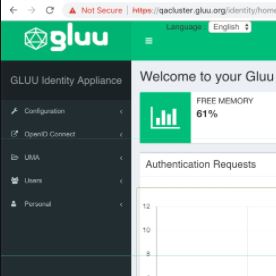 Not Secure | https://qacluster.gluu.org/identity/home
Language : English
gluu
GLUU Identity Appliance
Welcome to your Gluu
Configuration
FREE MEMORY
61%
OpenID Connect
UMA
Authentication Requests
Users
Personal
12
10
8